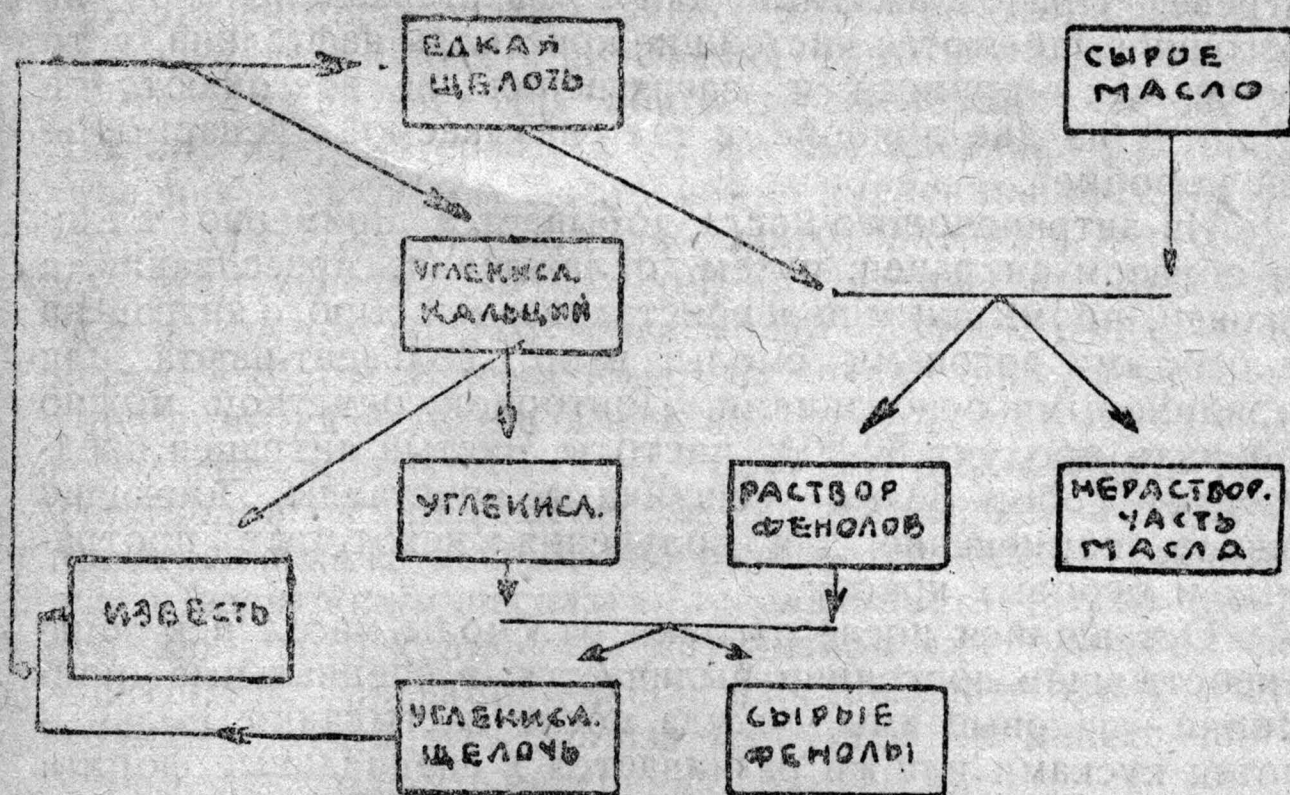 ЕДКАЯ
ЩЕЛОЧЬ
СЫРОЕ
МАСЛО
УГЛЕКИСЛ.
КАЛЬЦИЙ
УГЛЕКИСЛ.
РАСТВОР
ФЕНОЛОВ
НЕРАСТВОР.
ЧАСТЬ
МАСЛА
ИЗВЕСТЬ
УГЛЕКИСЛ.
ЩЕЛОЧЬ
СЫРЫЕ
ФЕНОЛЫ